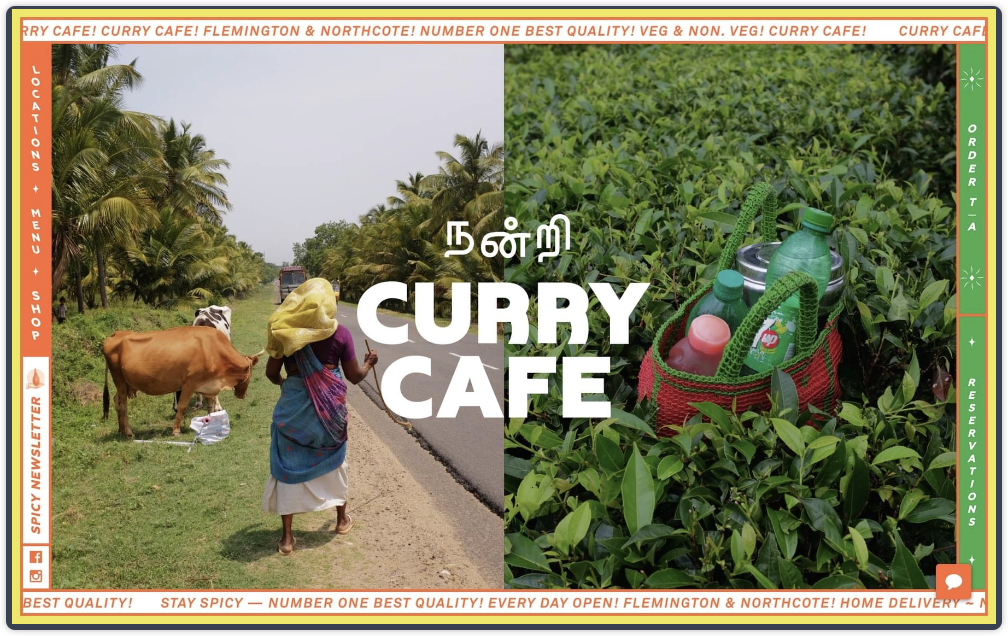 RRY CAFE! CURRY CAFE! FLEMINGTON & NORTHCOTE! NUMBER ONE BEST QUALITY! VEG & NON. VEG! CURRY CAFE! CURRY CAFE
LOCATIONS ✦ MENU ✦ SHOP
SPICY NEWSLETTER
நன்றி
CURRY
CAFE
7UP
ORDER T—A
RESERVATIONS
BEST QUALITY! STAY SPICY — NUMBER ONE BEST QUALITY! EVERY DAY OPEN! FLEMINGTON & NORTHCOTE! HOME DELIVERY ~ N